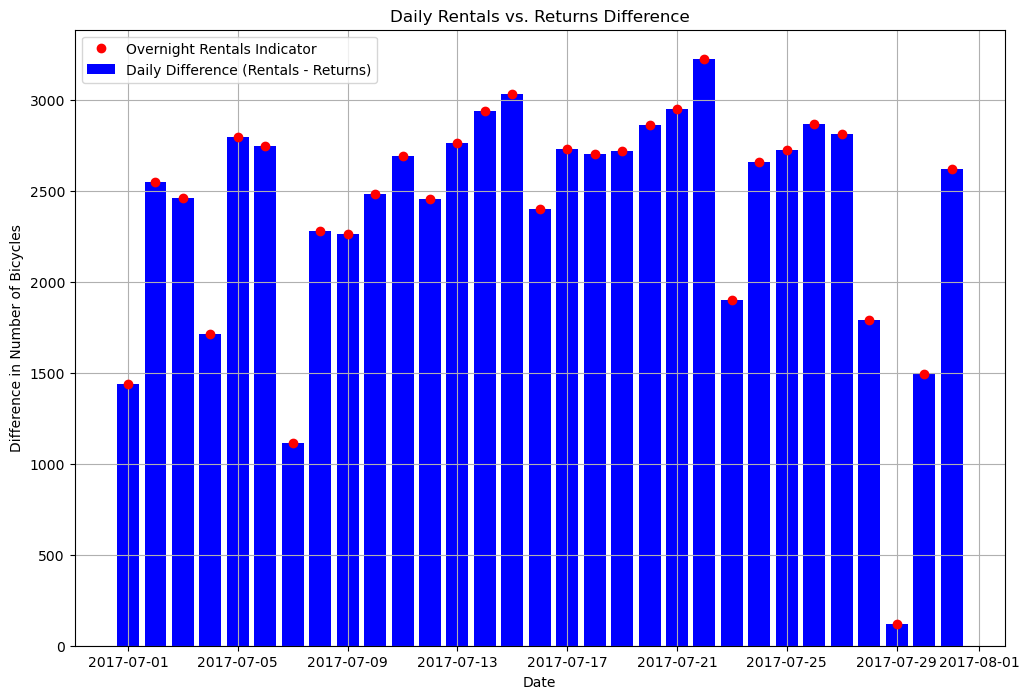 Daily Rentals vs. Returns Difference
Overnight Rentals Indicator
Daily Difference (Rentals - Returns)
3000
2500
2000
1500
1000
500
0
Difference in Number of Bicycles
2017-07-01 2017-07-05 2017-07-09 2017-07-13 2017-07-17 2017-07-21 2017-07-25 2017-07-29 2017-08-01
Date